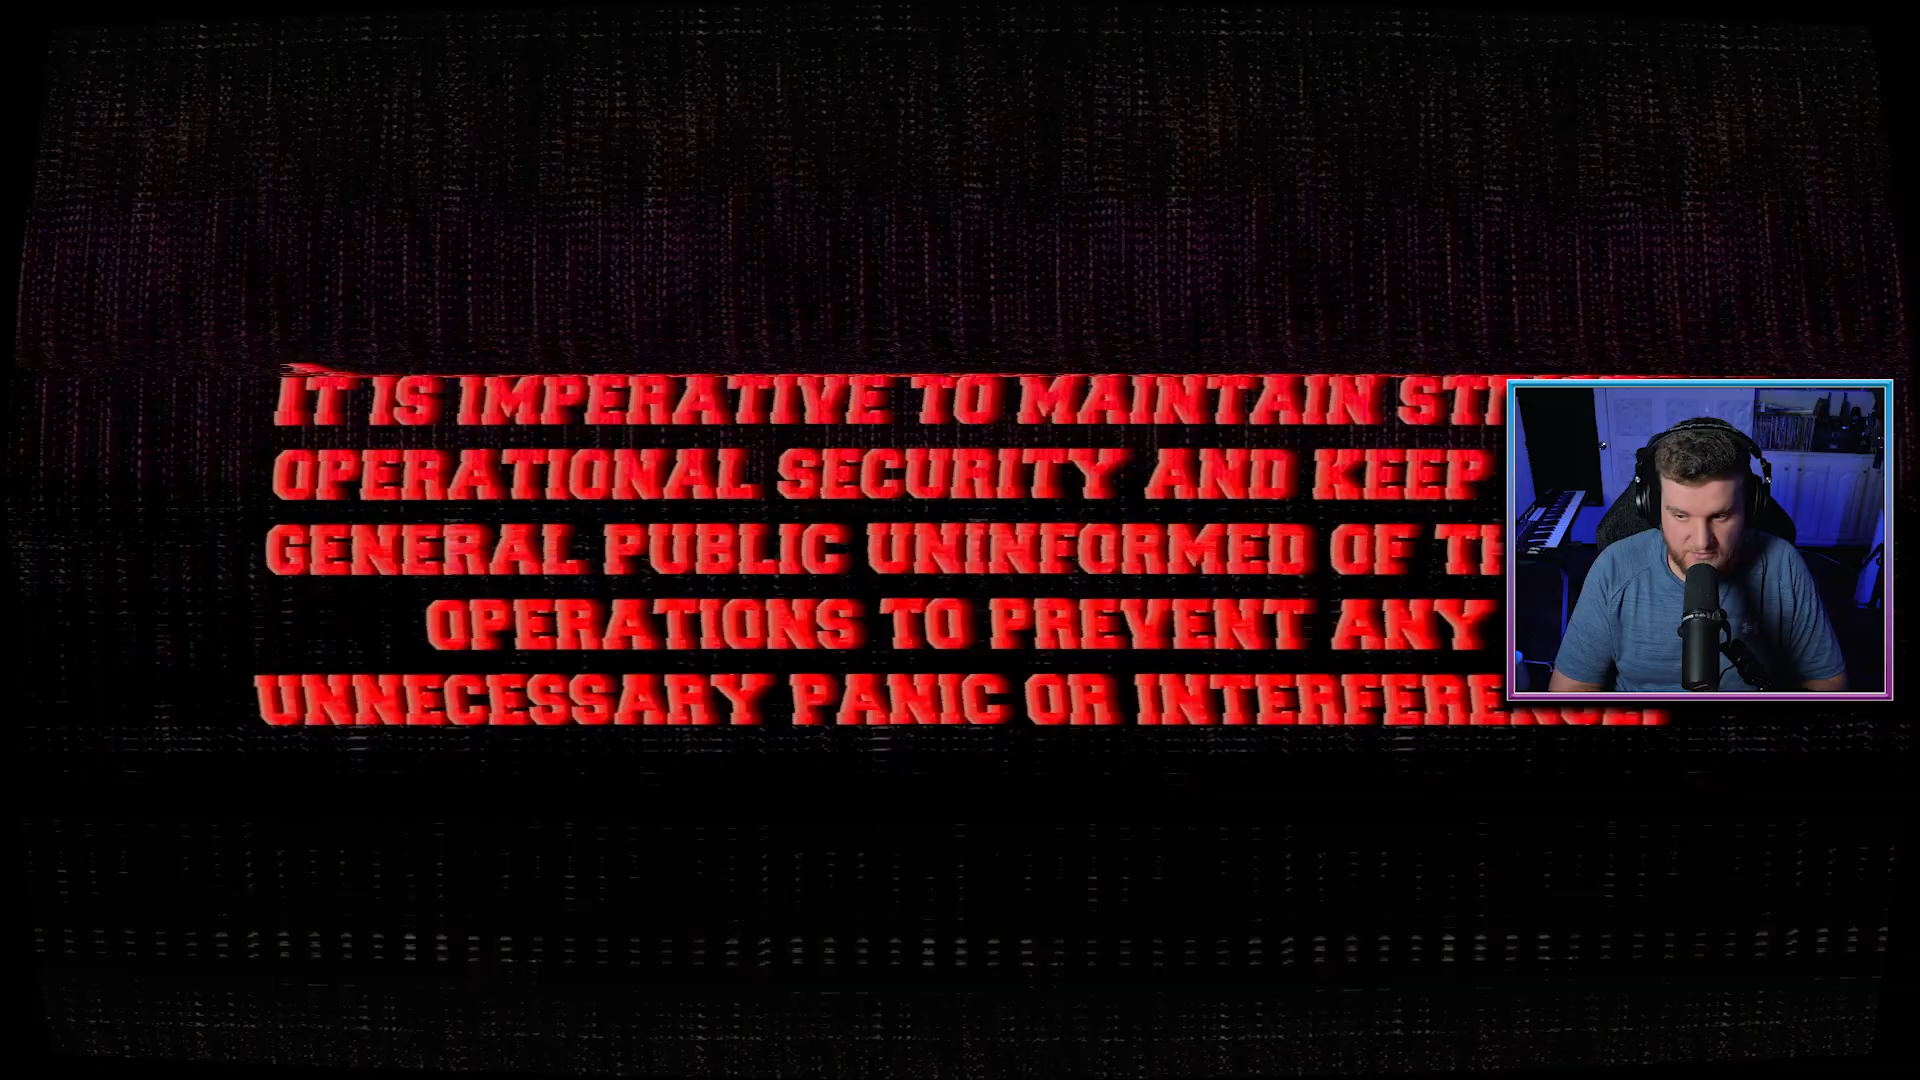 IT IS IMPERATIVE TO MAINTAIN
OPERATIONAL SECURITY AND KEEP
GENERAL PUBLIC UNINFORMED OF
OPERATIONS TO PREVENT ANY
UNNECESSARY PANIC OR INTERFERENCE.